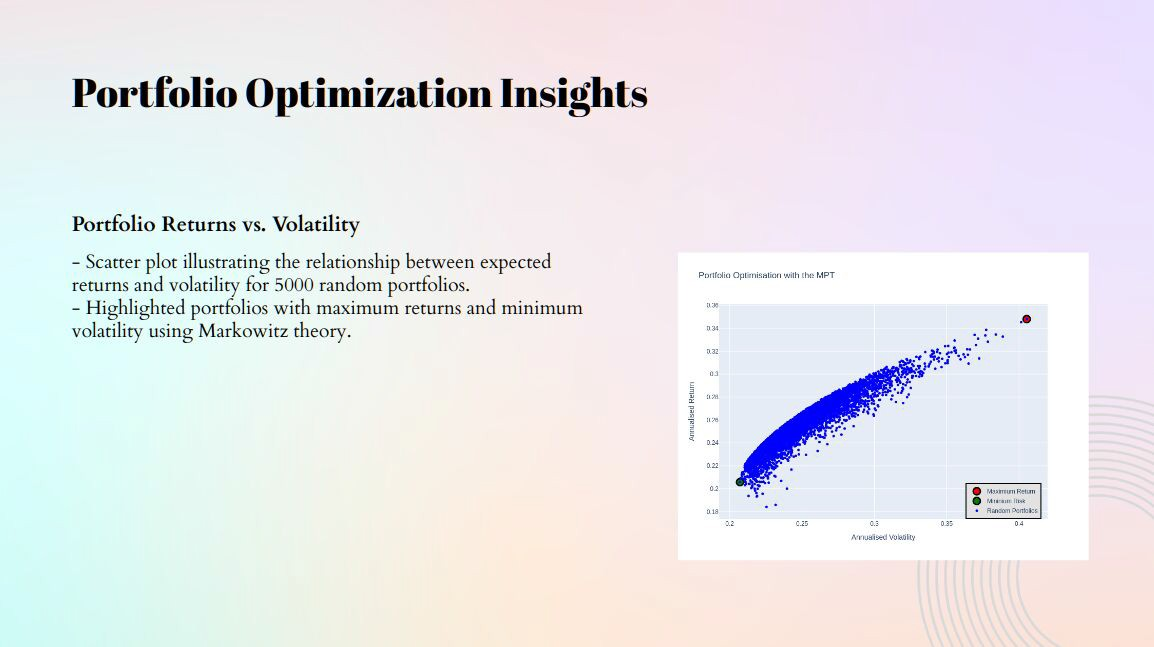 Portfolio Optimization Insights
Portfolio Returns vs. Volatility
- Scatter plot illustrating the relationship between expected
returns and volatility for 5000 random portfolios.
- Highlighted portfolios with maximum returns and minimum
volatility using Markowitz theory.
Portfolio Optimisation with the MPT
Annualised Return
0.36
0.34
0.32
0.3
0.28
0.26
0.24
0.22
0.2
0.18
0.2 0.25 0.3 0.35 0.4
Annualised Volatility
Maximium Return
Mininium Risk
Random Portfolios